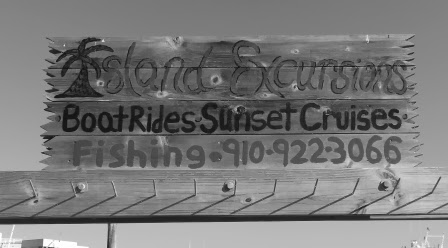 Island Excursions
Boat Rides·Sunset Cruises·
Fishing·910·922·3066